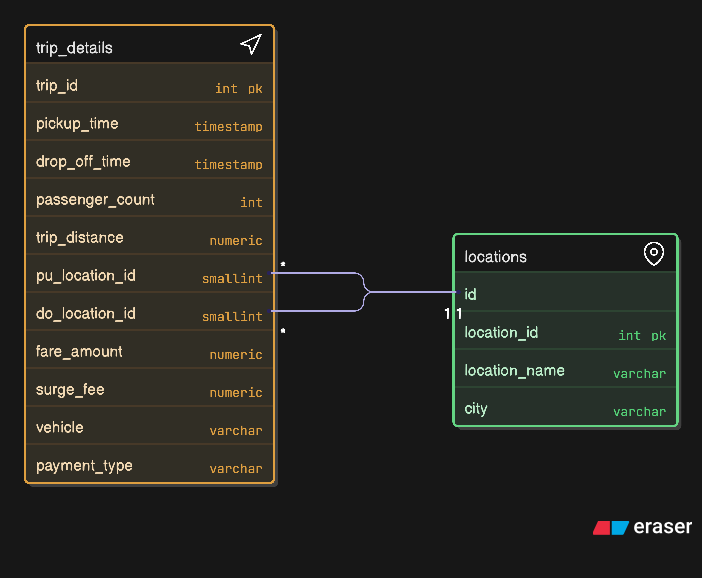 trip_details
trip_id int pk
pickup_time timestamp
drop_off_time timestamp
passenger_count int
trip_distance numeric
pu_location_id smallint
do_location_id smallint
fare_amount numeric
surge_fee numeric
vehicle varchar
payment_type varchar
*
*
1 1
locations
id
location_id int pk
location_name varchar
city varchar
eraser